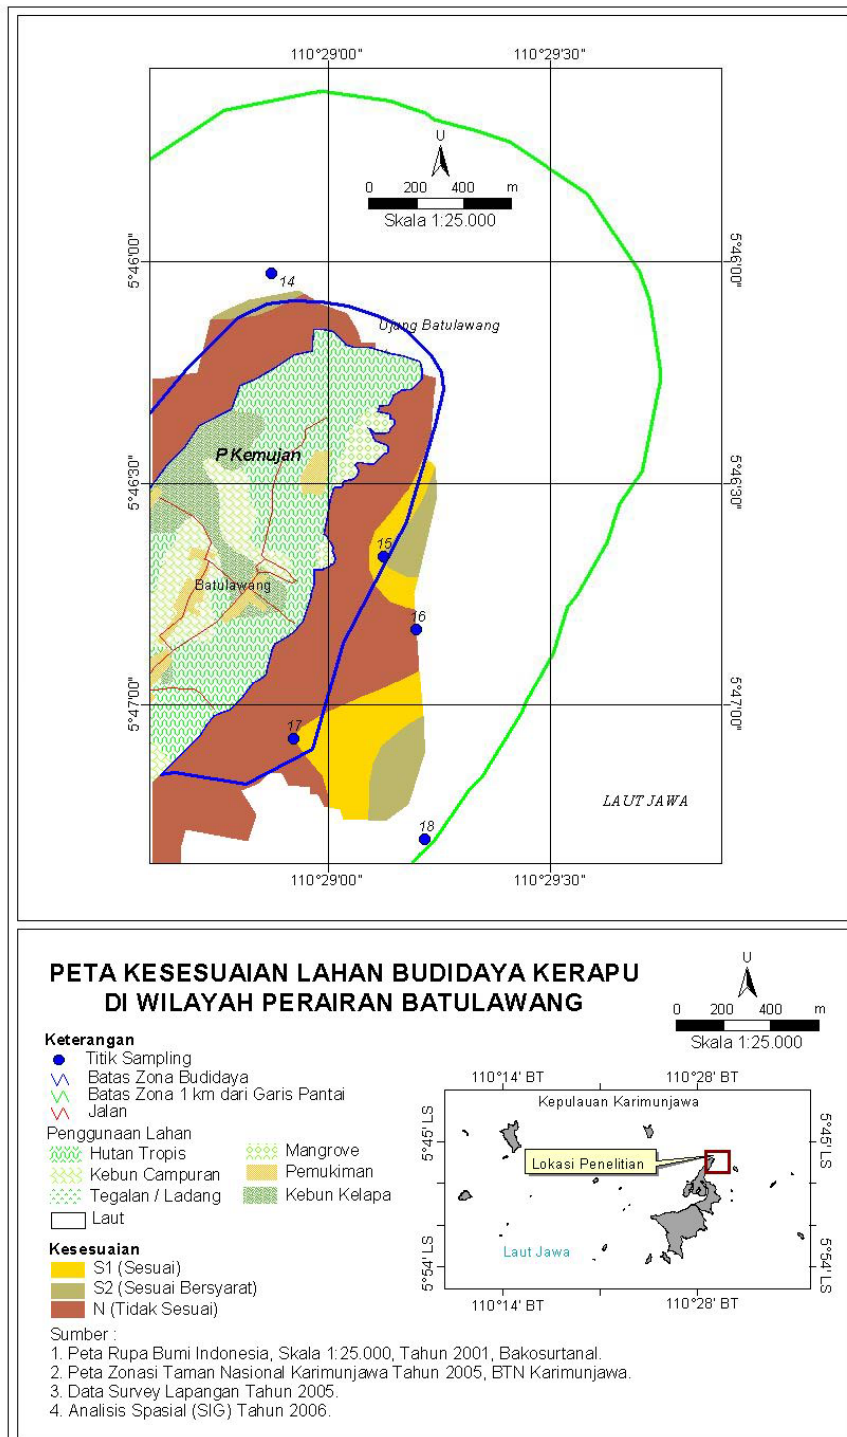 110°29'00" 110°29'30"
U
0 200 400 m
Skala 1:25.000
5°46'00" 5°46'00"
14
Ujung Batulawang
P Kemujan
5°46'30" 5°46'30"
15
Batulawang
16
5°47'00" 5°47'00"
17
LAUT JAWA
18
110°29'00" 110°29'30"
PETA KESESUAIAN LAHAN BUDIDAYA KERAPU
DI WILAYAH PERAIRAN BATULAWANG
U
0 200 400 m
Skala 1:25.000
Keterangan
Titik Sampling
Batas Zona Budidaya
Batas Zona 1 km dari Garis Pantai
Jalan
Penggunaan Lahan
Hutan Tropis
Kebun Campuran
Tegalan / Ladang
Laut
Mangrove
Pemukiman
Kebun Kelapa
Kesesuaian
S1 (Sesuai)
S2 (Sesuai Bersyarat)
N (Tidak Sesuai)
110°14' BT 110°28' BT
Kepulauan Karimunjawa
5°45' LS 5°45' LS
Lokasi Penelitian
Laut Jawa
5°54' LS 5°54' LS
110°14' BT 110°28' BT
Sumber :
1. Peta Rupa Bumi Indonesia, Skala 1:25.000, Tahun 2001, Bakosurtanal.
2. Peta Zonasi Taman Nasional Karimunjawa Tahun 2005, BTN Karimunjawa.
3. Data Survey Lapangan Tahun 2005.
4. Analisis Spasial (SIG) Tahun 2006.